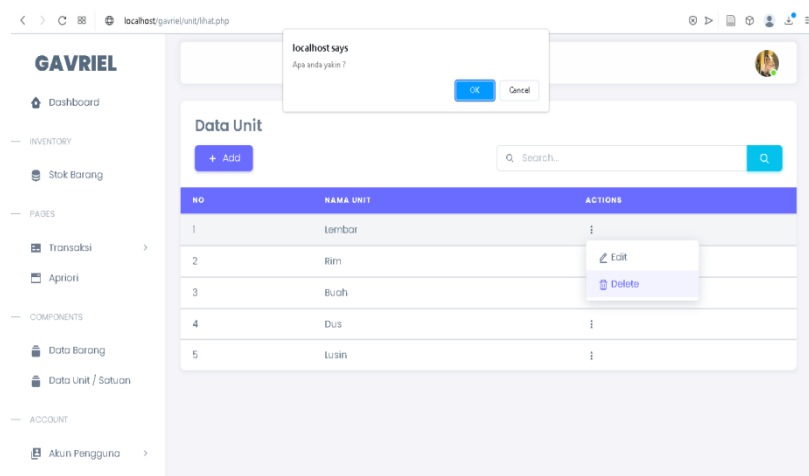 localhost/gavriel/unit/lihat.php
localhost says
Apa anda yakin ?
OK Cancel
GAVRIEL
Dashboard
INVENTORY
Stok Barang
PAGES
Transaksi
Apriori
COMPONENTS
Data Barang
Data Unit / Satuan
ACCOUNT
Akun Pengguna
Data Unit
+ Add
Search...
NO NAMA UNIT ACTIONS
1 Lembar
2 Rim
3 Buah
4 Dus
5 Lusin
Edit
Delete